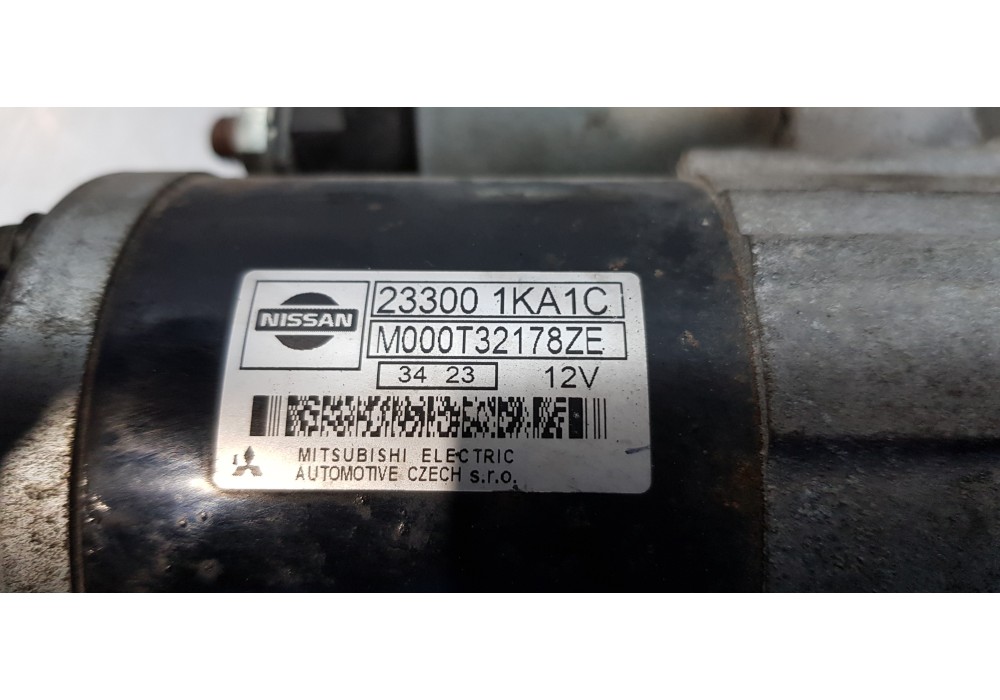 NISSAN
23300 1KA1C
M000T32178ZE
34 23 12V
MITSUBISHI ELECTRIC
AUTOMOTIVE CZECH s.r.o.